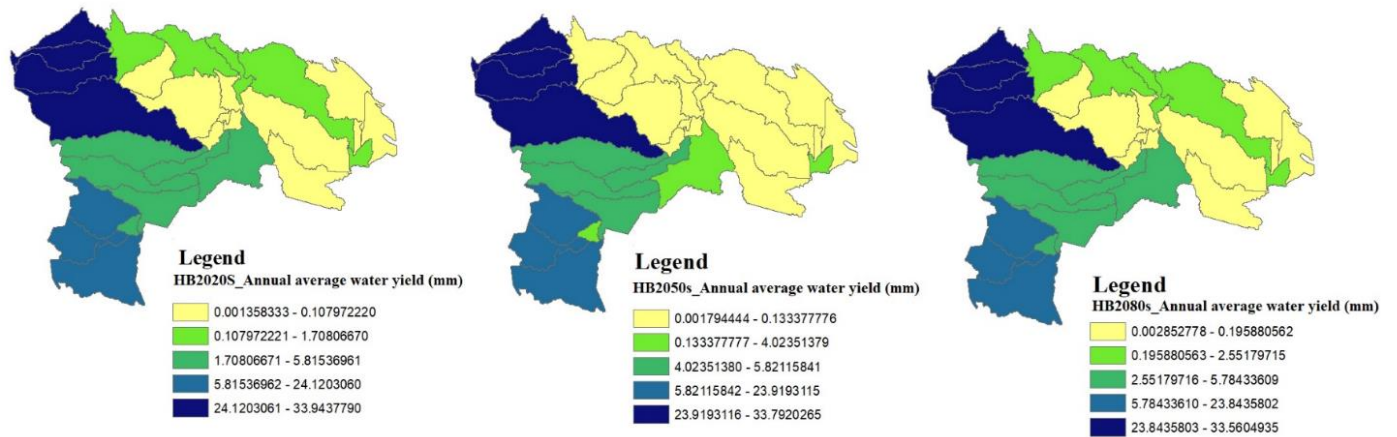 Legend
HB2020S_Annual average water yield (mm)
0.001358333 - 0.107972220
0.107972221 - 1.70806670
1.70806671 - 5.81536961
5.81536962 - 24.1203060
24.1203061 - 33.9437790
Legend
HB2050s_Annual average water yield (mm)
0.001794444 - 0.133377776
0.133377777 - 4.02351379
4.02351380 - 5.82115841
5.82115842 - 23.9193115
23.9193116 - 33.7920265
Legend
HB2080s_Annual average water yield (mm)
0.002852778 - 0.195880562
0.195880563 - 2.55179715
2.55179716 - 5.78433609
5.78433610 - 23.8435802
23.8435803 - 33.5604935